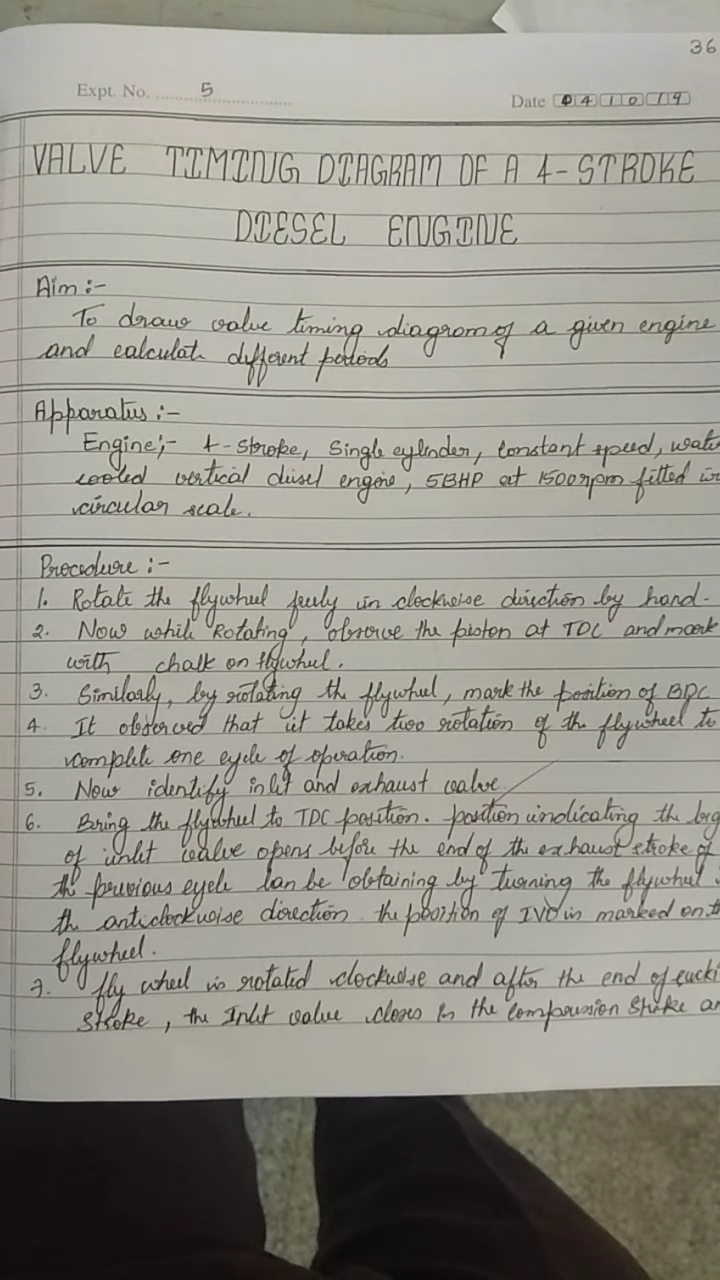 36
Expt. No. 5
Date 04 10 19
VALVE TIMING DIAGRAM OF A 4-STROKE
DIESEL ENGINE
Aim :-
To draw valve timing diagram of a given engine
and calculate different periods
Apparatus :-
Engine;- 4-Stroke, Single cylinder, constant speed, wate
cooled vertical diesel engine, 5BHP at 1500rpm fitted
circular scale.
Procedure :-
1. Rotate the flywheel freely in clockwise direction by hand.
2. Now while Rotating, observe the piston at TDC and mark
with chalk on flywheel.
3. Similarly, by rotating the flywheel, mark the position of BDC
4. It observed that it takes two rotation of the flywheel to
complete one cycle of operation.
5. Now identify inlet and exhaust valve.
6. Bring the flywheel to TDC position. position indicating the beg
of inlet valve opens before the end of the exhaust stroke of
the previous cycle can be obtaining by turning the flywheel
the anticlockwise direction. the position of IVO is marked on
flywheel.
7. fly wheel is rotated clockwise and after the end of sucki
stroke, the Inlet valve closes in the compression stroke an